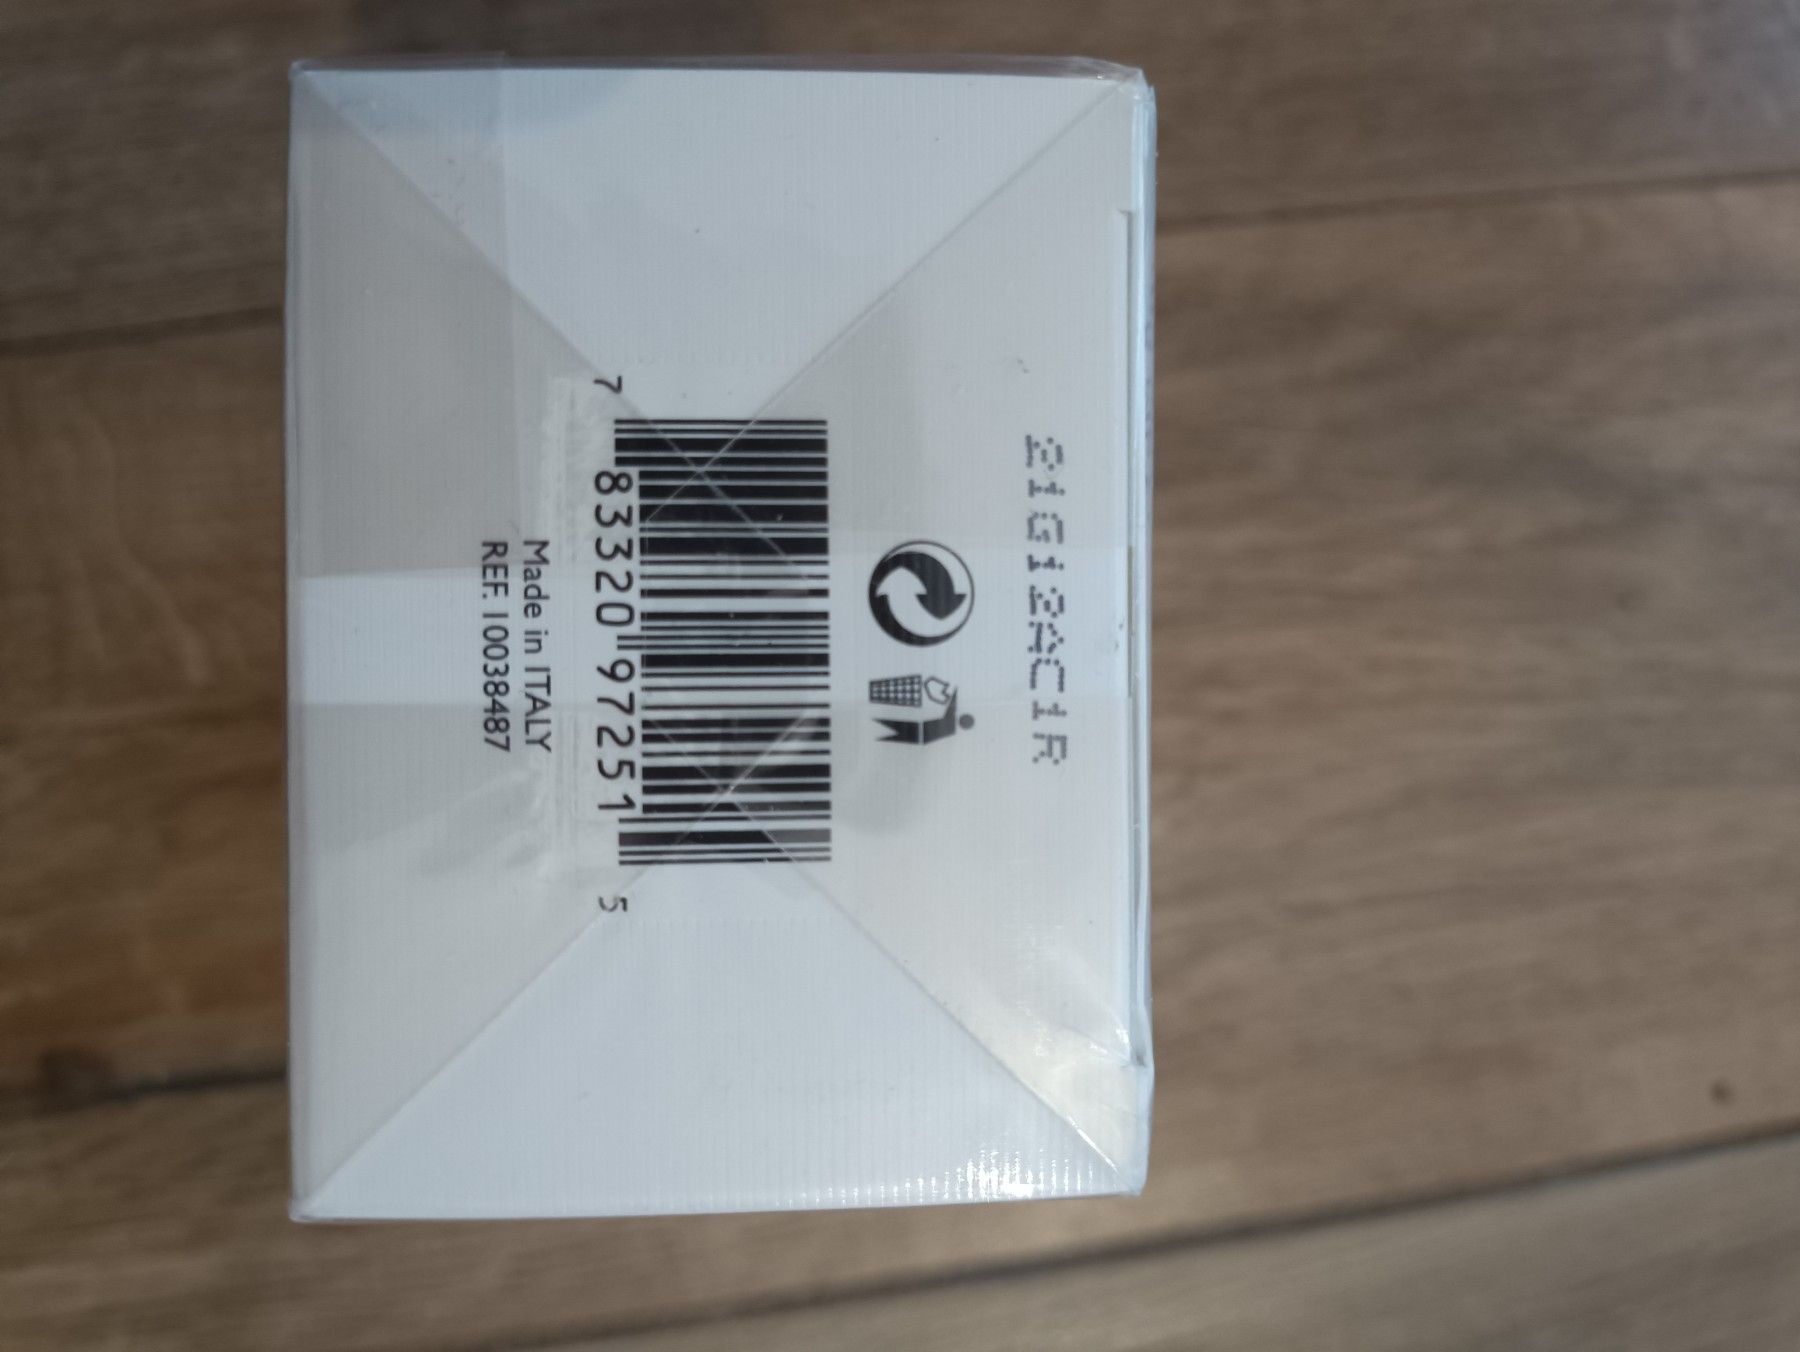 21G12AC1R
7 83320 97251 5
Made in ITALY
REF. 10038487